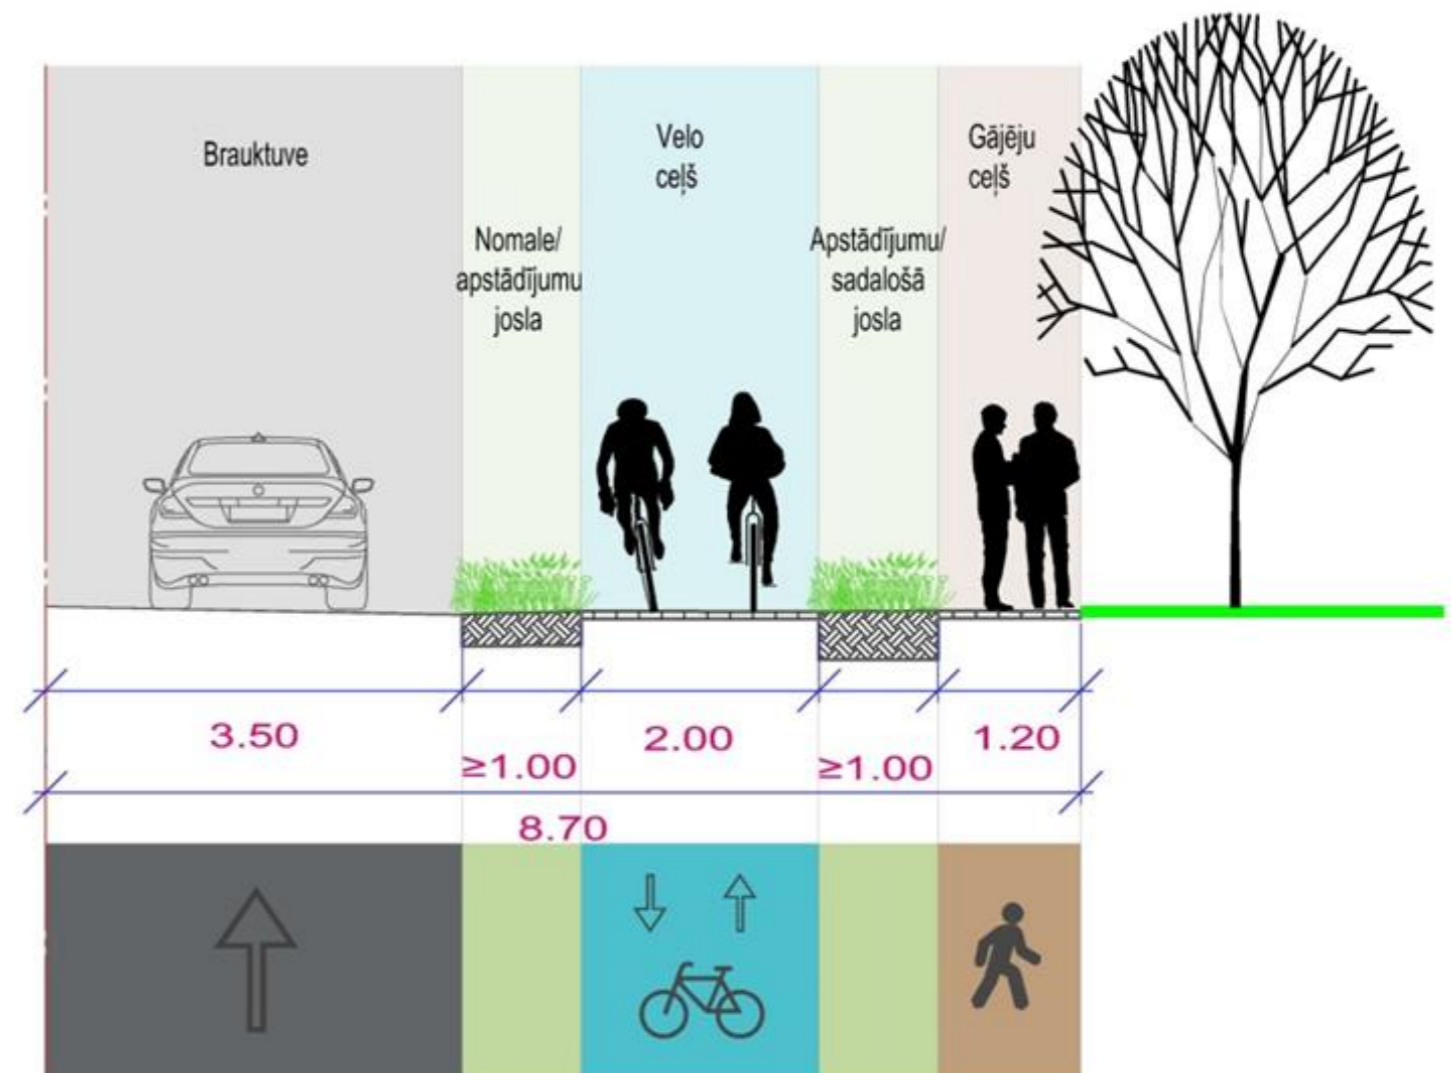 Brauktuve
Nomale/
apstādījumu
josla
Velo
ceļš
Apstādījumu/
sadalošā
josla
Gājēju
ceļš
3.50
≥1.00
2.00
≥1.00
1.20
8.70